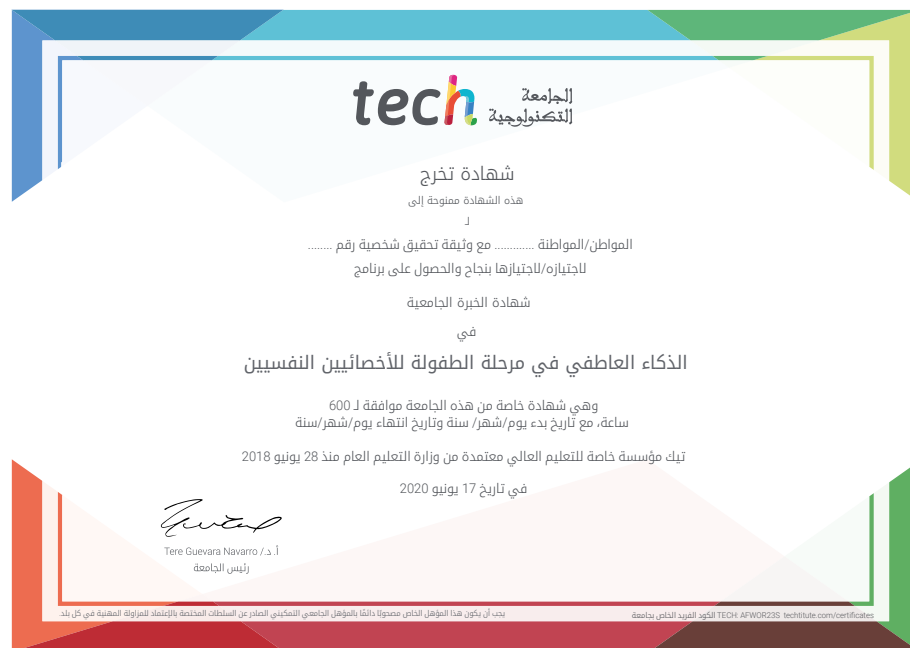 tech الجامعة
التكنولوجية
شهادة تخرج
هذه الشهادة ممنوحة إلى
لـ
المواطن/المواطنة ............. مع وثيقة تحقيق شخصية رقم ........
لاجتيازه/لاجتيازها بنجاح والحصول على برنامج
شهادة الخبرة الجامعية
في
الذكاء العاطفي في مرحلة الطفولة للأخصائيين النفسيين
وهي شهادة خاصة من هذه الجامعة موافقة لـ 600
ساعة، مع تاريخ بدء يوم/شهر/ سنة وتاريخ انتهاء يوم/شهر/سنة
تيك مؤسسة خاصة للتعليم العالي معتمدة من وزارة التعليم العام منذ 28 يونيو 2018
في تاريخ 17 يونيو 2020
أ. د./ Tere Guevara Navarro
رئيس الجامعة
يجب أن يكون هذا المؤهل الخاص مصحوبًا دائمًا بالمؤهل الجامعي التمكيني الصادر عن السلطات المختصة بالإعتماد للمزاولة المهنية في كل بلد.
الكود الفريد الخاص بجامعة TECH: AFWOR23S techtitute.com/certificates